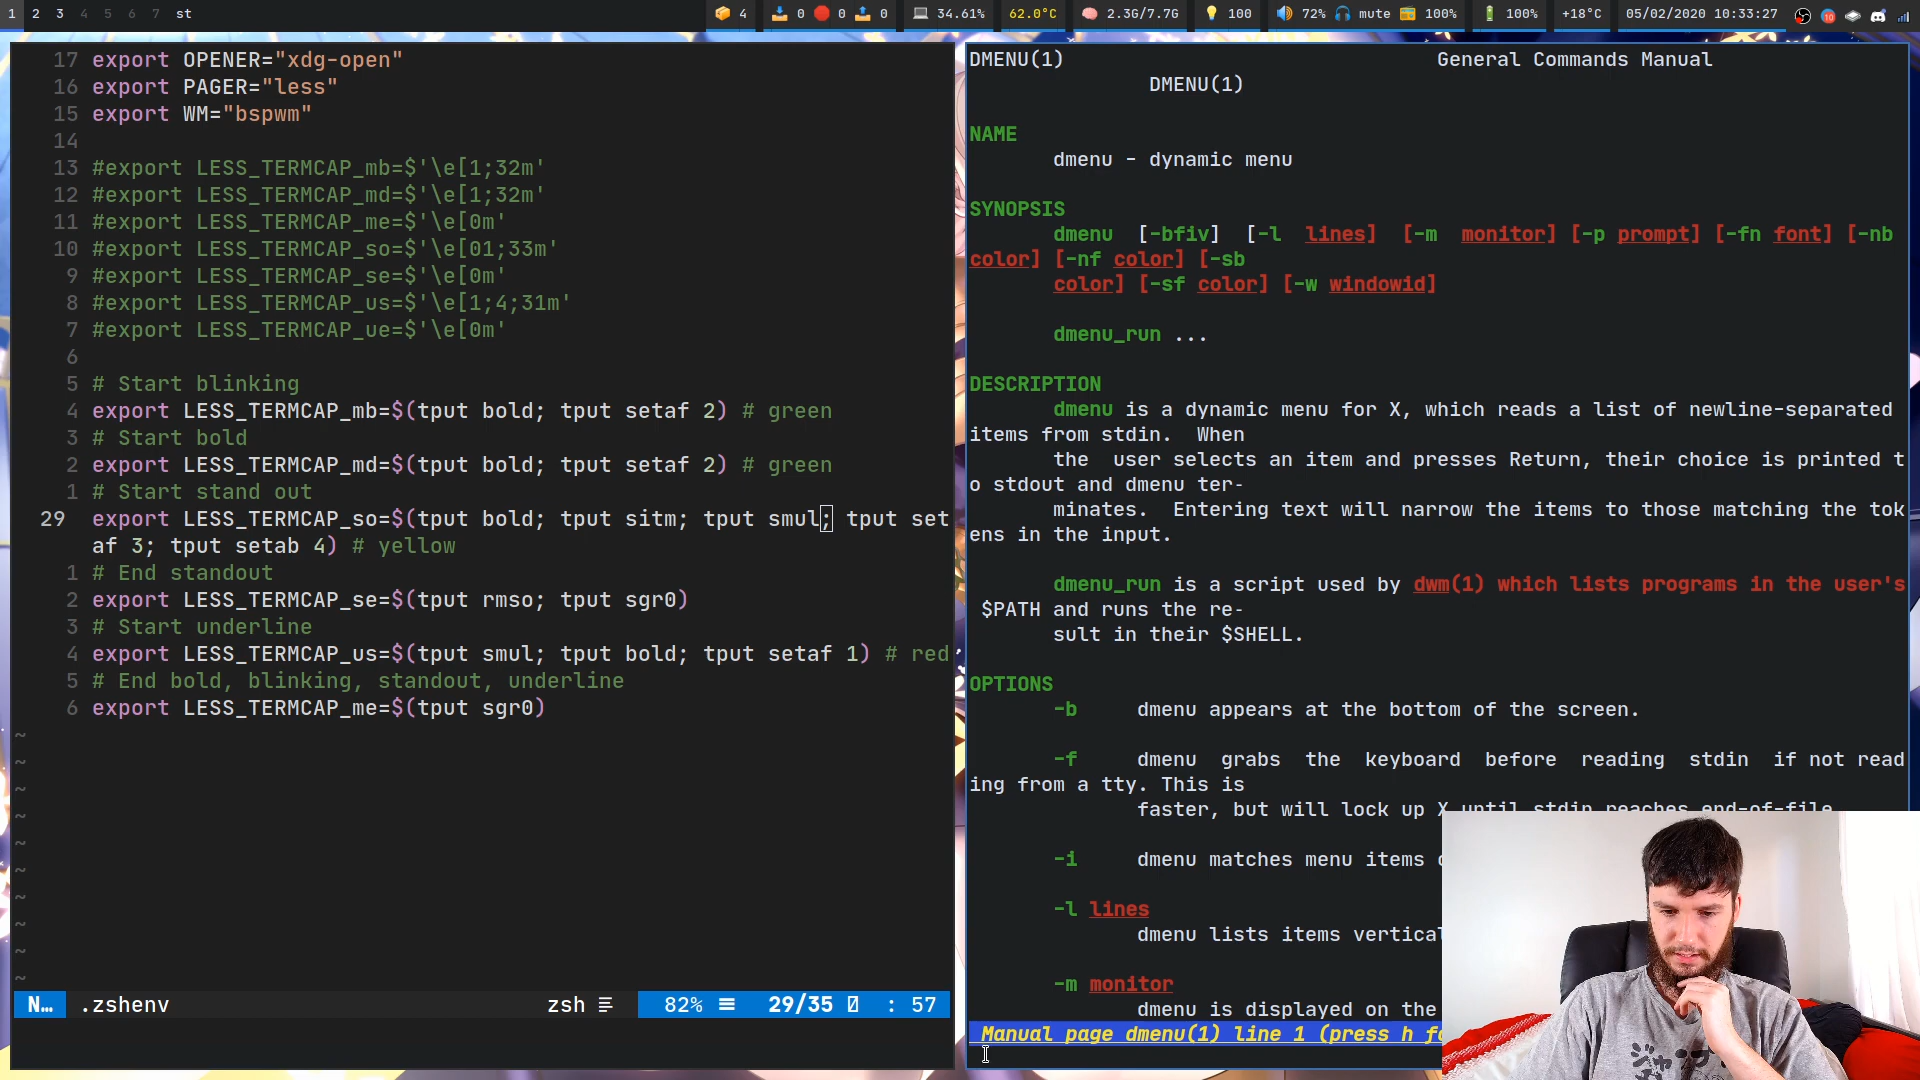 1 2 3 4 5 6 7 st
4 0 0 0 34.61% 62.0°C 2.3G/7.7G 100 72% mute 100% 100% +18°C 05/02/2020 10:33:27
17 export OPENER="xdg-open"
16 export PAGER="less"
15 export WM="bspwm"
14
13 #export LESS_TERMCAP_mb=$'\e[1;32m'
12 #export LESS_TERMCAP_md=$'\e[1;32m'
11 #export LESS_TERMCAP_me=$'\e[0m'
10 #export LESS_TERMCAP_so=$'\e[01;33m'
9 #export LESS_TERMCAP_se=$'\e[0m'
8 #export LESS_TERMCAP_us=$'\e[1;4;31m'
7 #export LESS_TERMCAP_ue=$'\e[0m'
6
5 # Start blinking
4 export LESS_TERMCAP_mb=$(tput bold; tput setaf 2) # green
3 # Start bold
2 export LESS_TERMCAP_md=$(tput bold; tput setaf 2) # green
1 # Start stand out
29 export LESS_TERMCAP_so=$(tput bold; tput sitm; tput smul; tput set
af 3; tput setab 4) # yellow
1 # End standout
2 export LESS_TERMCAP_se=$(tput rmso; tput sgr0)
3 # Start underline
4 export LESS_TERMCAP_us=$(tput smul; tput bold; tput setaf 1) # red
5 # End bold, blinking, standout, underline
6 export LESS_TERMCAP_me=$(tput sgr0)
~
~
~
~
~
~
~
~
~
~
N… .zshenv zsh 82% 29/35 : 57
DMENU(1) General Commands Manual
DMENU(1)
NAME
dmenu - dynamic menu
SYNOPSIS
dmenu [-bfiv] [-l lines] [-m monitor] [-p prompt] [-fn font] [-nb
color] [-nf color] [-sb
color] [-sf color] [-w windowid]
dmenu_run ...
DESCRIPTION
dmenu is a dynamic menu for X, which reads a list of newline-separated
items from stdin. When
the user selects an item and presses Return, their choice is printed t
o stdout and dmenu ter-
minates. Entering text will narrow the items to those matching the tok
ens in the input.
dmenu_run is a script used by dwm(1) which lists programs in the user's
$PATH and runs the re-
sult in their $SHELL.
OPTIONS
-b dmenu appears at the bottom of the screen.
-f dmenu grabs the keyboard before reading stdin if not read
ing from a tty. This is
faster, but will lock up X until stdin reaches end-of-file.
-i dmenu matches menu items
-l lines
dmenu lists items vertical
-m monitor
dmenu is displayed on the
Manual page dmenu(1) line 1 (press h